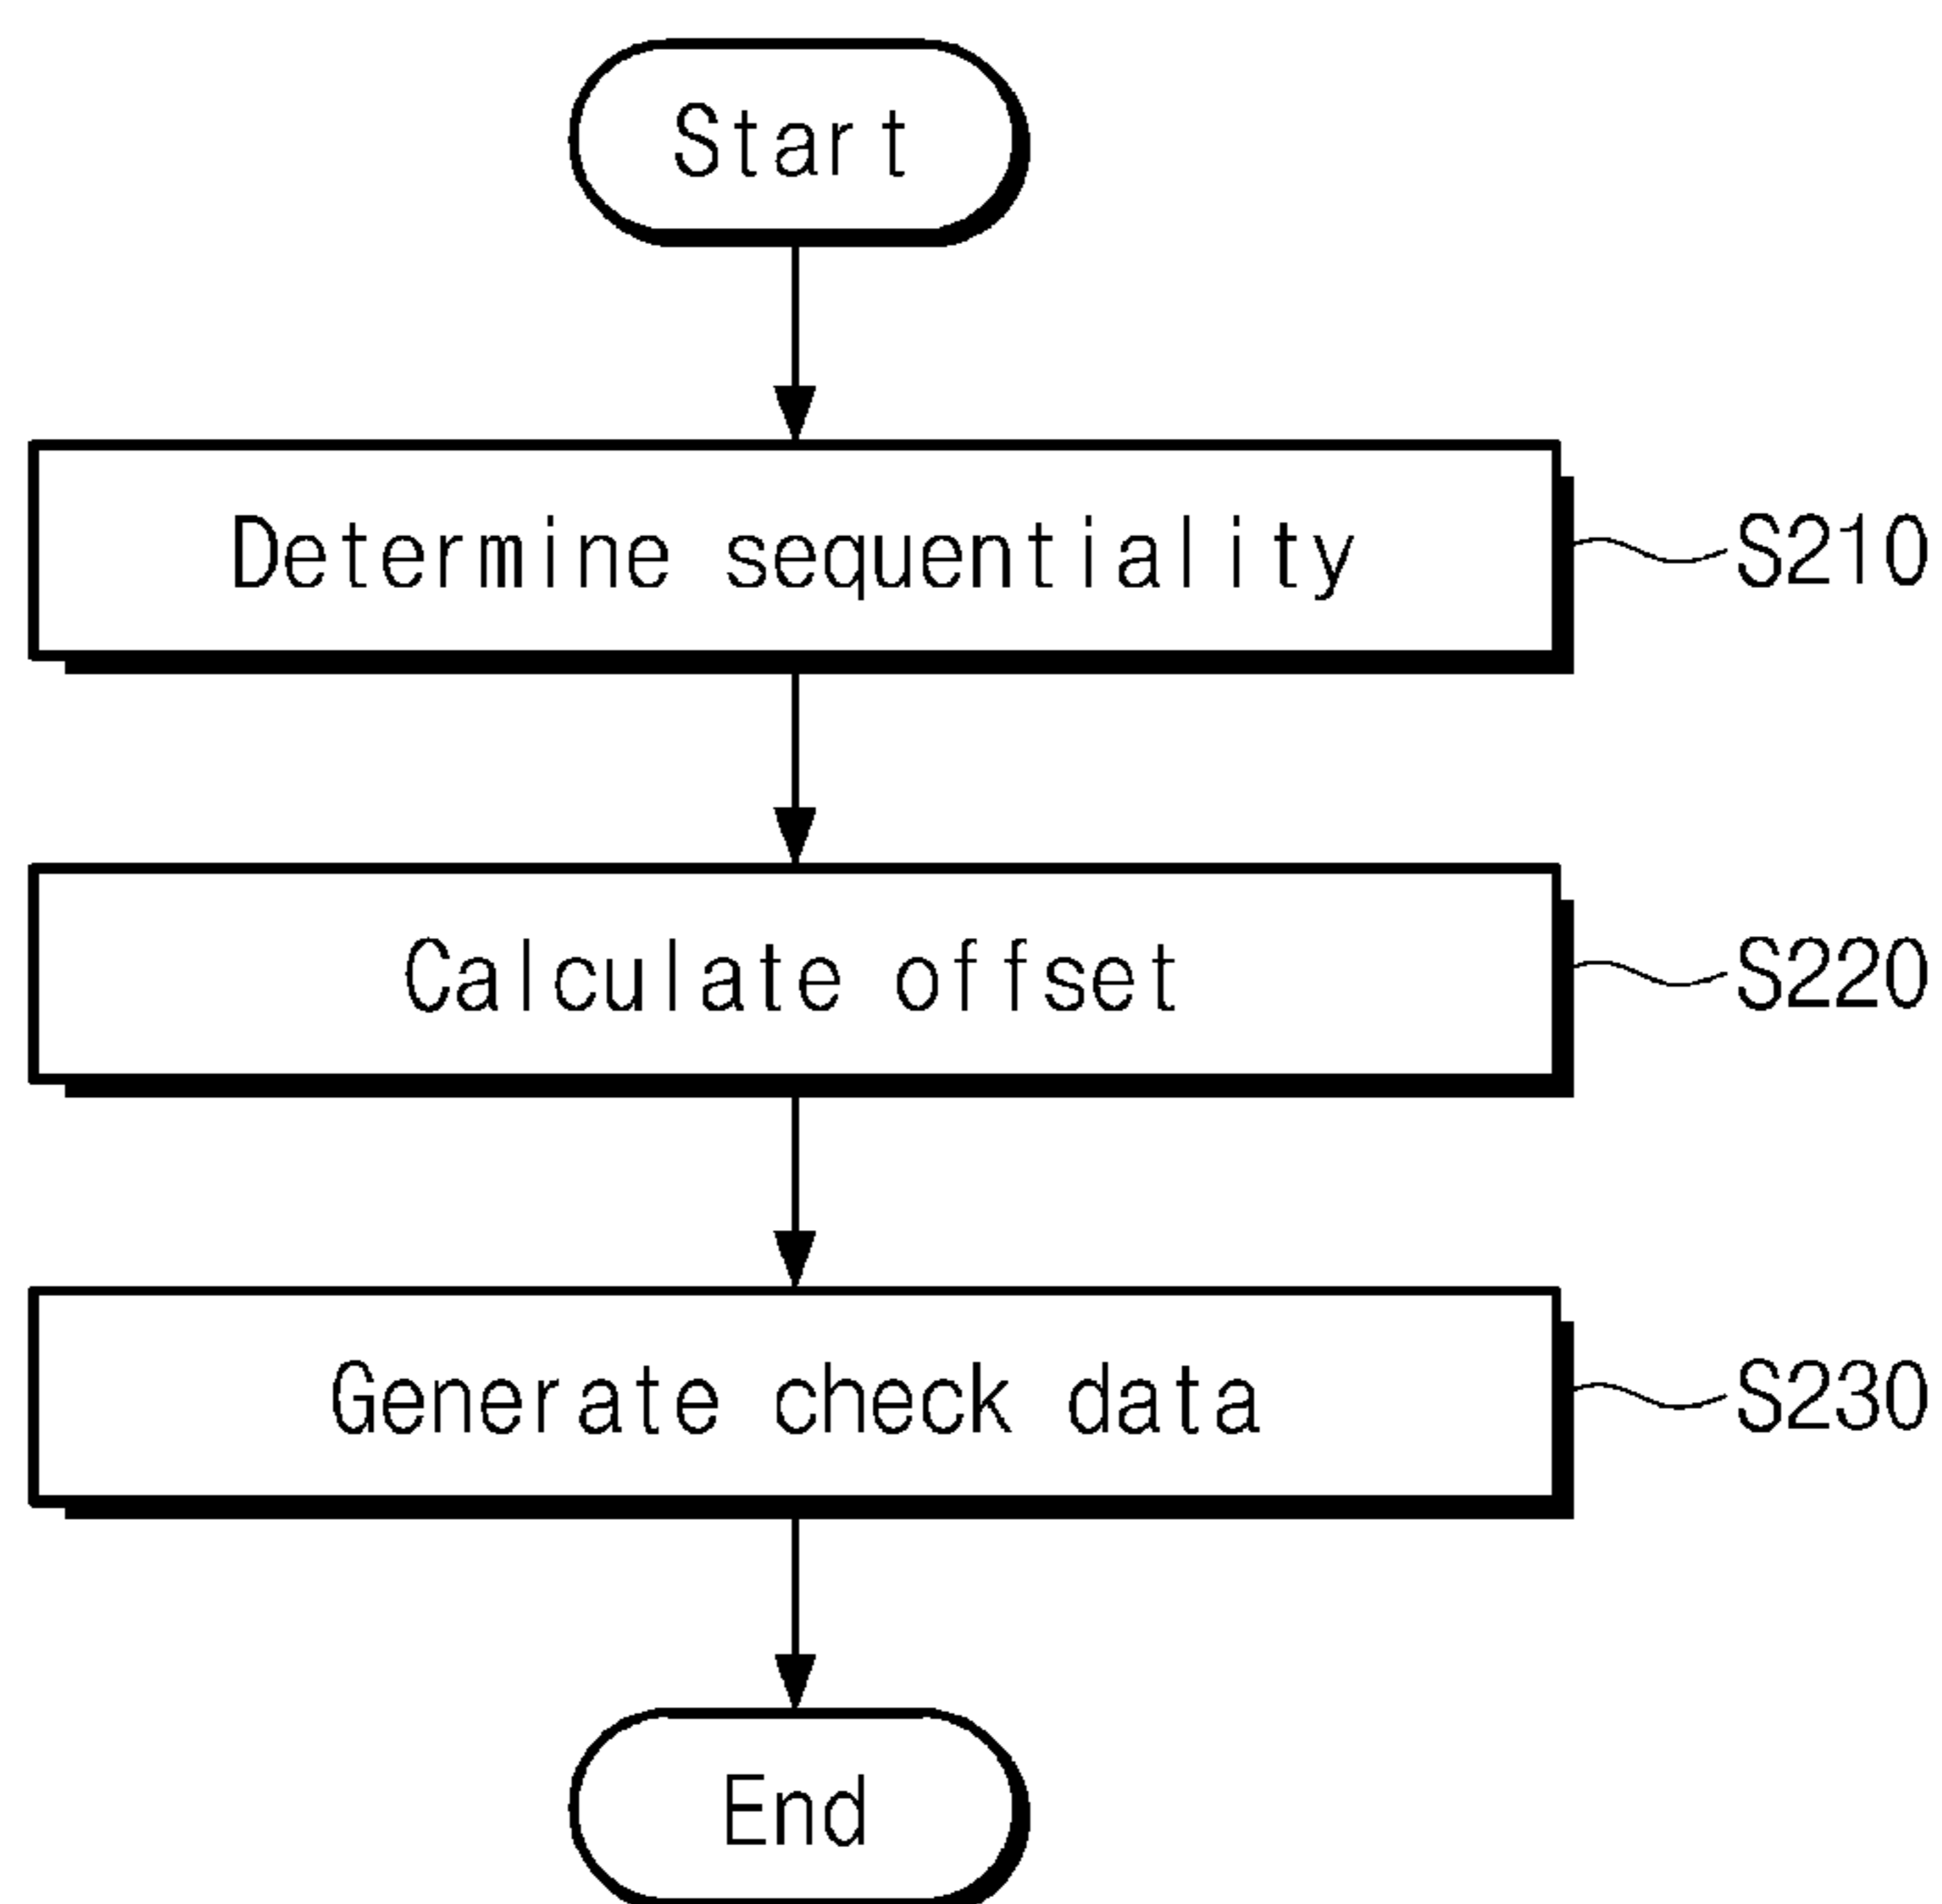 Start
Determine sequentiality
S210
Calculate offset
S220
Generate check data
S230
End